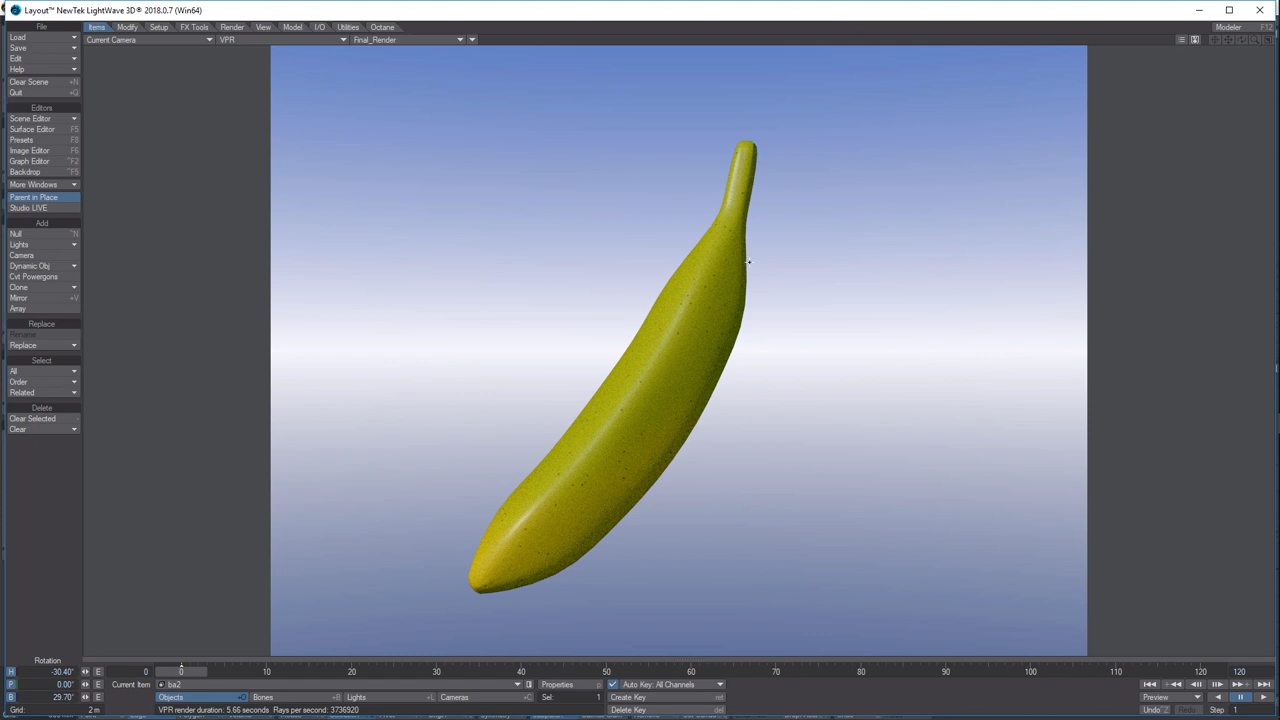 Layout™ NewTek LightWave 3D® 2018.0.7 (Win64)
File
Items Modify Setup FX Tools Render View Model I/O Utilities Octane
Modeler F12
Load
Current Camera VPR Final_Render
Save
Edit
Help
Clear Scene +N
Quit +Q
Editors
Scene Editor
Surface Editor F5
Presets F8
Image Editor F6
Graph Editor ^F2
Backdrop ^F5
More Windows
Parent in Place
Studio LIVE
Add
Null ^N
Lights
Camera
Dynamic Obj
Cvt Powergons
Clone
Mirror +V
Array
Replace
Rename
Replace
Select
All
Order
Related
Delete
Clear Selected -
Clear
Rotation
H -30.40° E 0 0 10 20 30 40 50 60 70 80 90 100 110 120 120
P 0.00° E Current Item ba2 Properties p Auto Key: All Channels
B 29.70° E Objects +O Bones +B Lights +L Cameras +C Sel: 1 Create Key ret Preview
Grid: 2 m VPR render duration: 5.66 seconds Rays per second: 3736920 Delete Key del Undo ^Z Redo Z Step 1